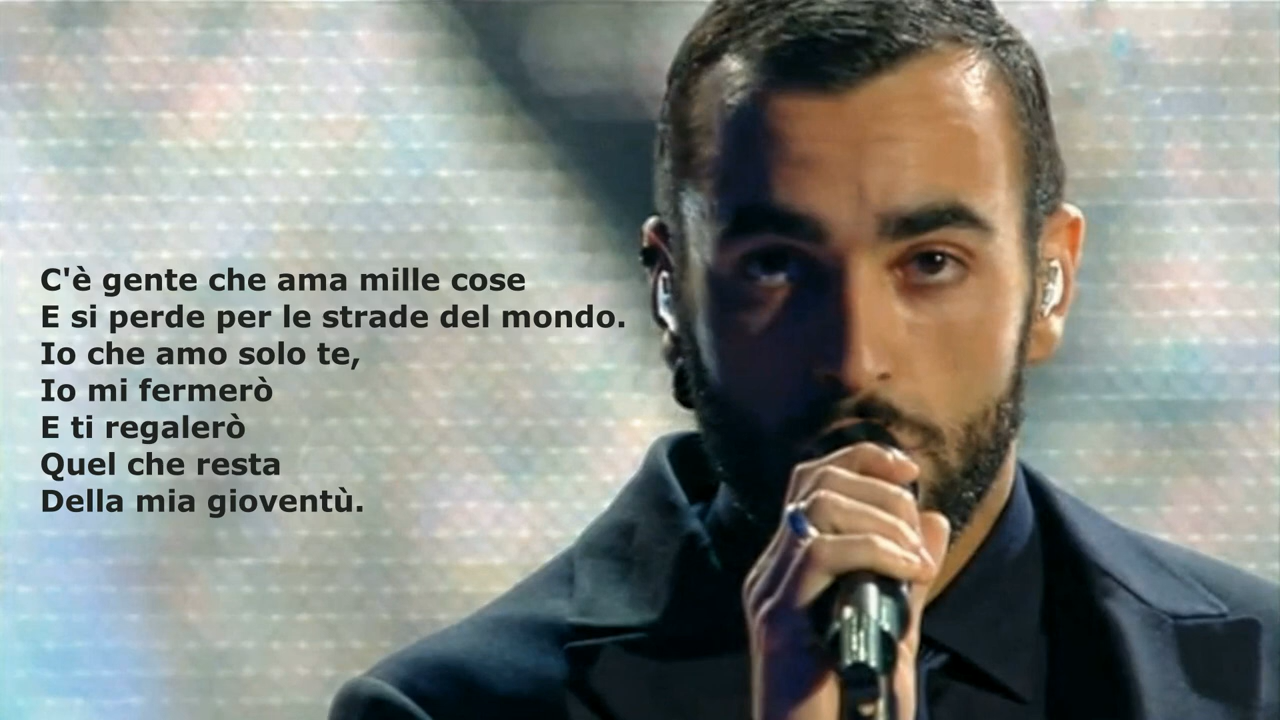 C'è gente che ama mille cose
E si perde per le strade del mondo.
Io che amo solo te,
Io mi fermerò
E ti regalerò
Quel che resta
Della mia gioventù.